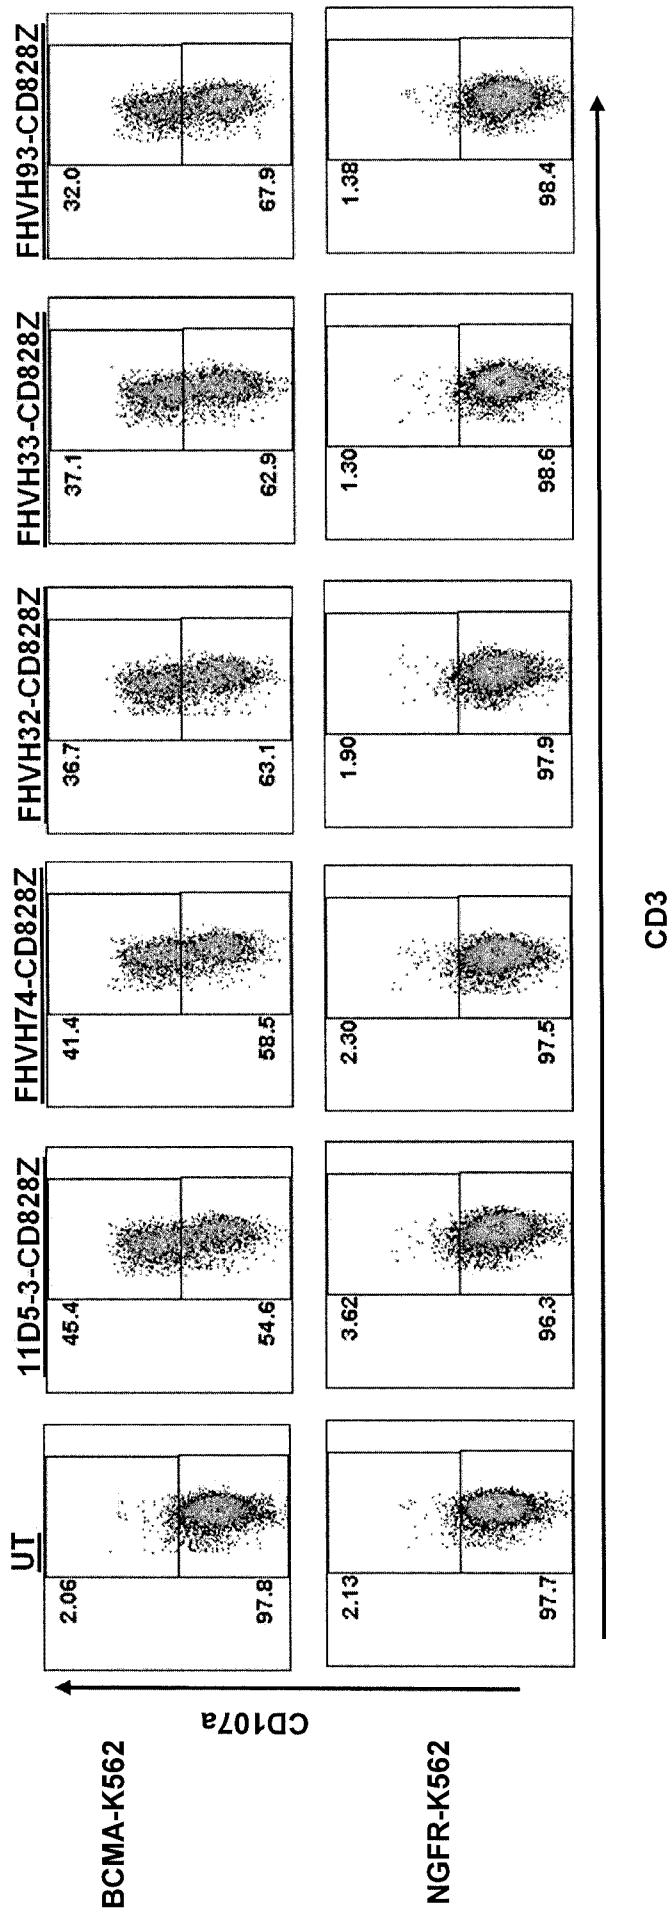 UT
11D5-3-CD828Z
FHVH74-CD828Z
FHVH32-CD828Z
FHVH33-CD828Z
FHVH93-CD828Z
BCMA-K562
2.06
97.8
45.4
54.6
41.4
58.5
36.7
63.1
37.1
62.9
32.0
67.9
CD107a
NGFR-K562
2.13
97.7
3.62
96.3
2.30
97.5
1.90
97.9
1.30
98.6
1.38
98.4
CD3